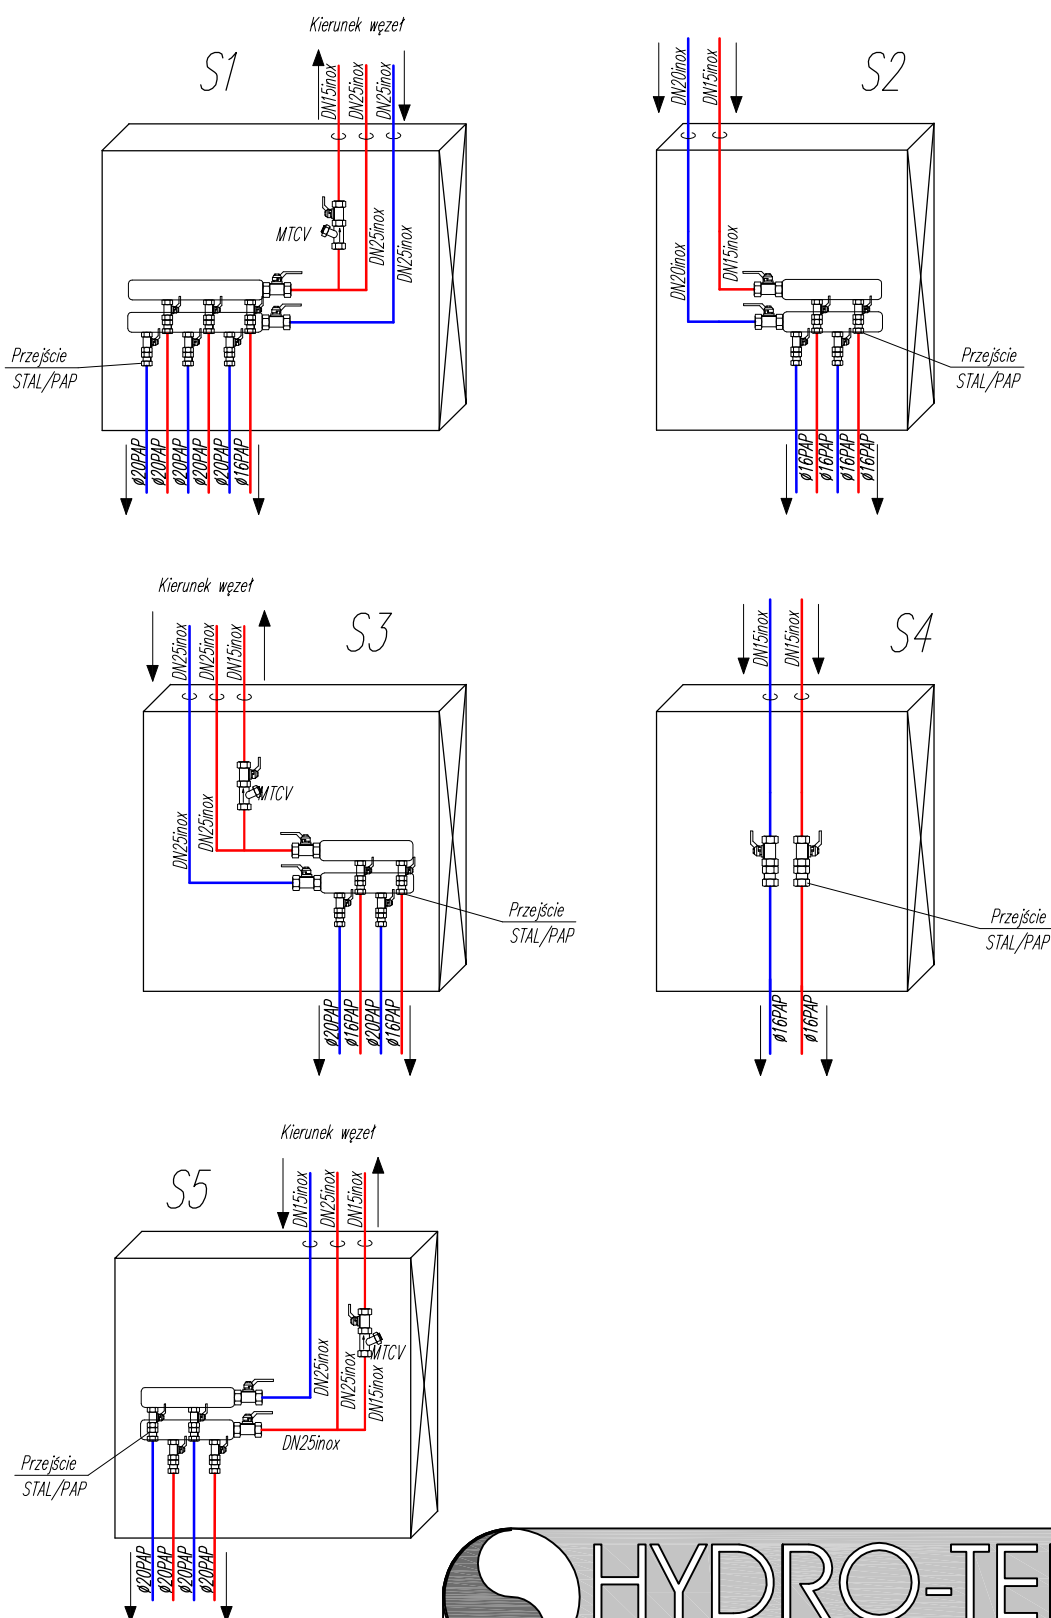 Kierunek węzeł
S1
DN15inox
DN25inox
DN25inox
MTCV
DN25inox
DN25inox
Przejście
STAL/PAP
ø20PAP
ø20PAP
ø20PAP
ø20PAP
ø20PAP
ø16PAP
S2
DN20inox
DN15inox
DN20inox
DN15inox
Przejście
STAL/PAP
ø16PAP
ø16PAP
ø16PAP
ø16PAP
Kierunek węzeł
S3
DN25inox
DN25inox
DN15inox
MTCV
DN25inox
DN25inox
Przejście
STAL/PAP
ø20PAP
ø16PAP
ø20PAP
ø16PAP
S4
DN15inox
DN15inox
Przejście
STAL/PAP
ø16PAP
ø16PAP
Kierunek węzeł
S5
DN15inox
DN25inox
DN15inox
MTCV
DN25inox
DN25inox
DN15inox
DN25inox
Przejście
STAL/PAP
ø20PAP
ø20PAP
ø20PAP
ø20PAP
HYDRO-TE